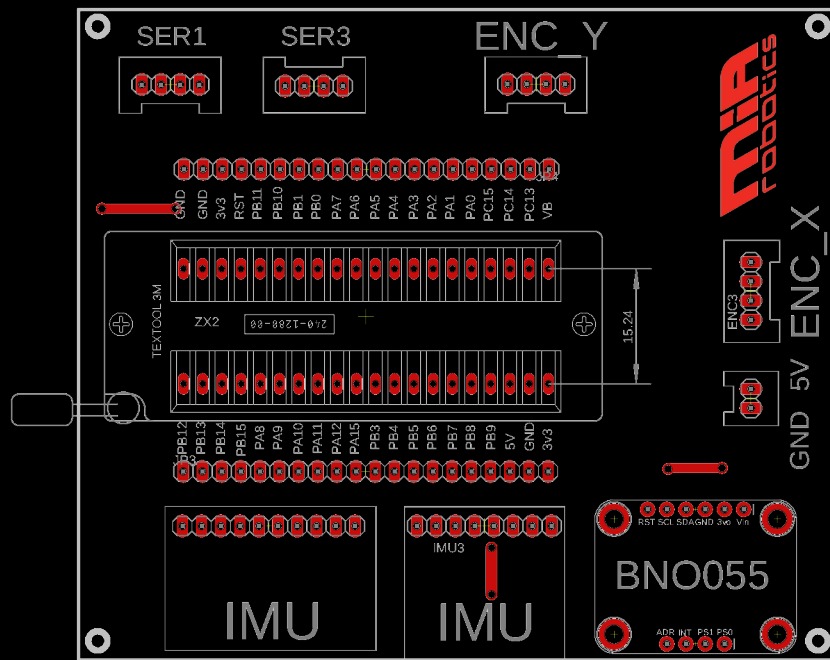 SER1
SER3
ENC_Y
MiA
robotics
GND
GND
3v3
RST
PB11
PB10
PB1
PB0
PA7
PA6
PA5
PA4
PA3
PA2
PA1
PA0
PC15
PC14
PC13
VB
ENC_X
ENC3
TEXTOOL 3M
ZX2
240-1280-00
15.24
GND 5V
PB12
PB13
PB14
PB15
PA8
PA9
PA10
PA11
PA12
PA15
PB3
PB4
PB5
PB6
PB7
PB8
PB9
5V
GND
3v3
RST SCL SDA GND 3vo Vin
IMU3
BNO055
IMU
IMU
ADR INT PS1 PS0